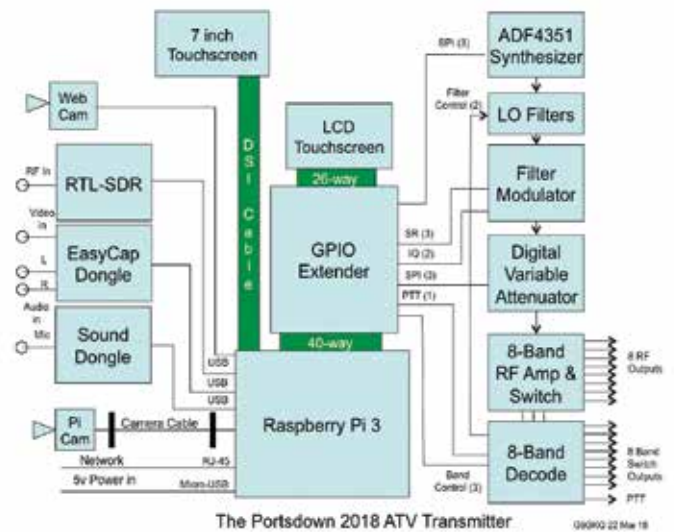 7 inch
Touchscreen
ADF4351
Synthesizer
SPI (3)
Web
Cam
Filter
Control (2)
LO Filters
LCD
Touchscreen
DSI Cable
26-way
RF In
RTL-SDR
Filter
Modulator
Video
in
EasyCap
Dongle
L
R
GPIO
Extender
SR (3)
IQ (2)
SPI (3)
PTT (1)
Digital
Variable
Attenuator
Audio
in
Mic
Sound
Dongle
40-way
USB
USB
USB
8-Band
RF Amp &
Switch
8 RF
Outputs
Pi
Cam
Camera Cable
Raspberry Pi 3
Network
RJ-45
5v Power in
Micro-USB
8-Band
Decode
8 Band
Switch
Outputs
Band
Control (3)
PTT
The Portsdown 2018 ATV Transmitter